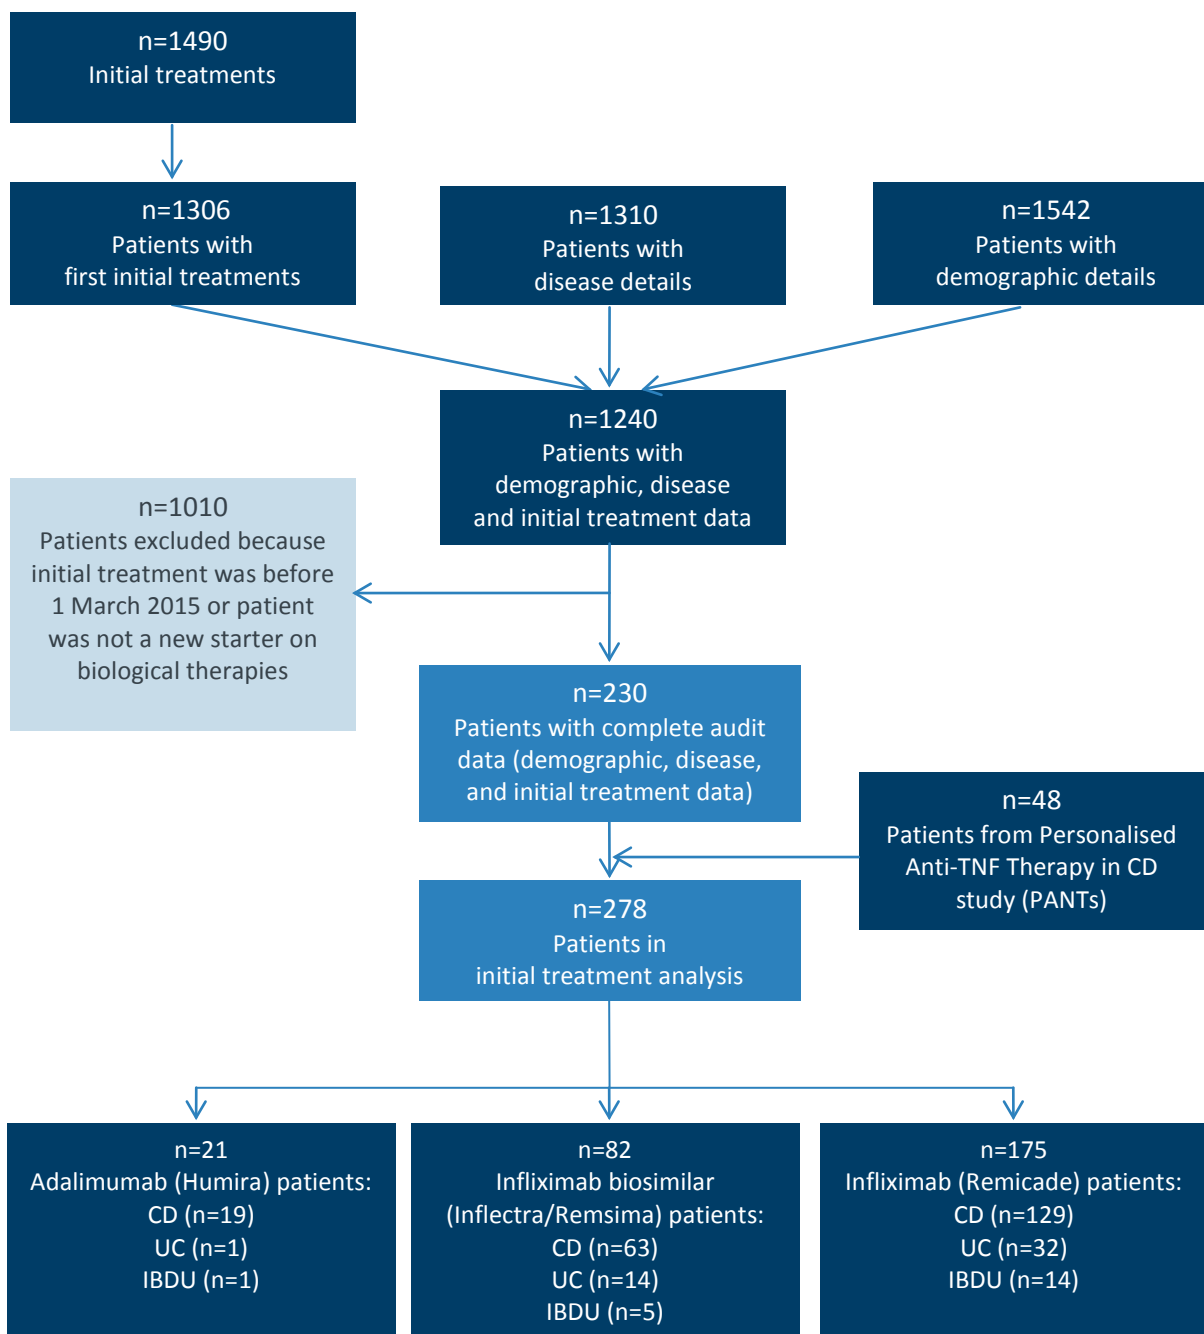 n=1490
Initial treatments
n=1306
Patients with
first initial treatments
n=1310
Patients with
disease details
n=1542
Patients with
demographic details
n=1240
Patients with
demographic, disease
and initial treatment data
n=1010
Patients excluded because
initial treatment was before
1 March 2015 or patient
was not a new starter on
biological therapies
n=230
Patients with complete audit
data (demographic, disease,
and initial treatment data)
n=48
Patients from Personalised
Anti-TNF Therapy in CD
study (PANTs)
n=278
Patients in
initial treatment analysis
n=21
Adalimumab (Humira) patients:
CD (n=19)
UC (n=1)
IBDU (n=1)
n=82
Infliximab biosimilar
(Inflectra/Remsima) patients:
CD (n=63)
UC (n=14)
IBDU (n=5)
n=175
Infliximab (Remicade) patients:
CD (n=129)
UC (n=32)
IBDU (n=14)